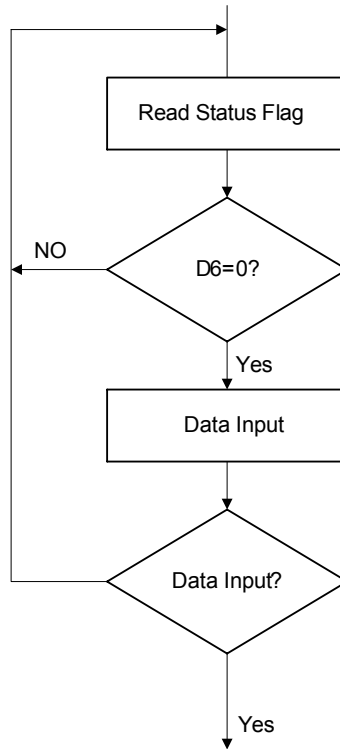 Read Status Flag
NO
D6=0?
Yes
Data Input
Data Input?
Yes